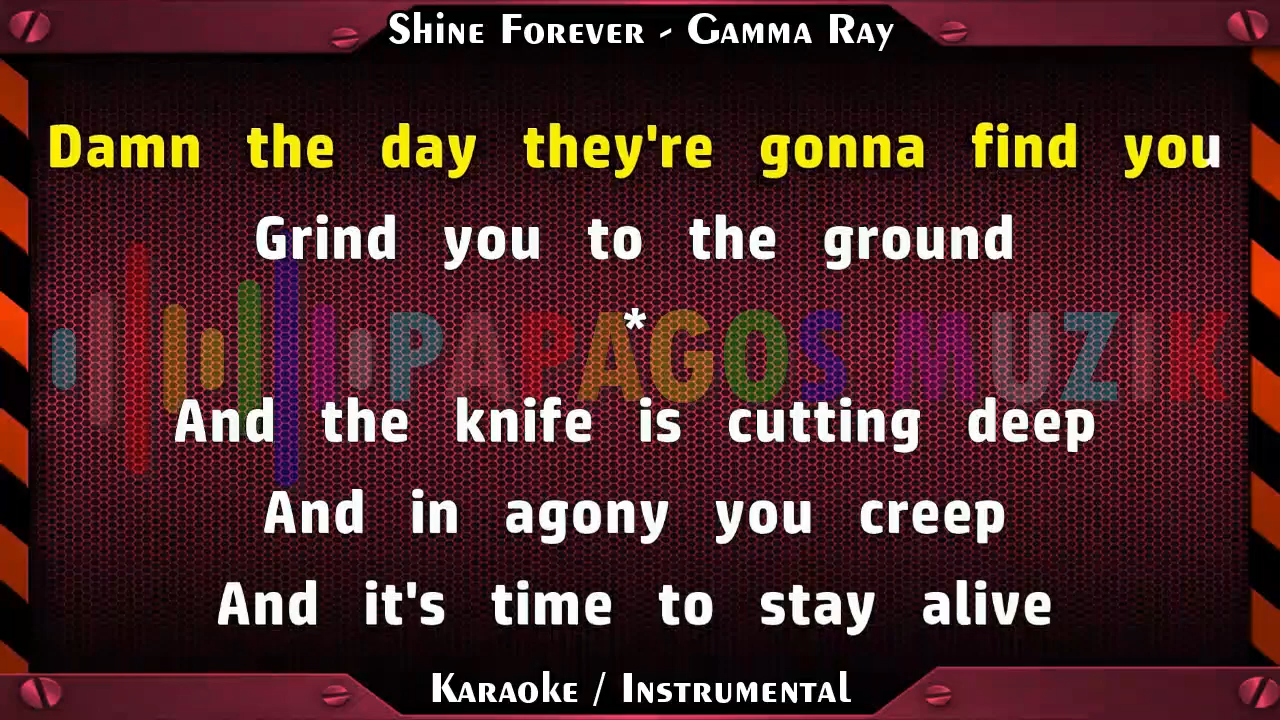 Shine Forever - Gamma Ray
Damn the day they're gonna find you
Grind you to the ground
*
PAPAGOS MUZIK
And the knife is cutting deep
And in agony you creep
And it's time to stay alive
Karaoke / Instrumental